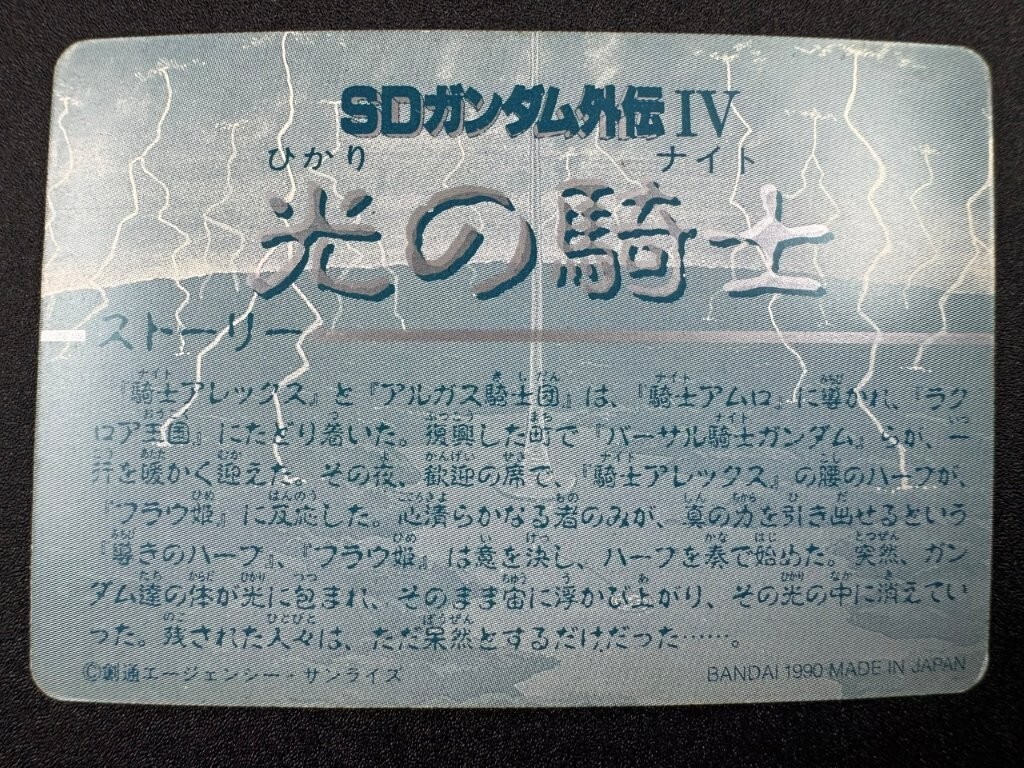 SDガンダム外伝IV
ひかり ナイト
光の騎士
ストーリー
『騎士アレックス』と『アルガス騎士団』は、『騎士アムロ』に導かれ、『ラク
ロア王国』にたどり着いた。復興した町で『バーサル騎士ガンダム』らが、一
行を暖かく迎えた。その夜、歓迎の席で、『騎士アレックス』の腰のハープが、
『フラウ姫』に反応した。心清らかなる者のみが、真の力を引き出せるという
『導きのハープ』、『フラウ姫』は意を決し、ハープを奏で始めた。突然、ガン
ダム達の体が光に包まれ、そのまま宙に浮かび上がり、その光の中に消えてい
った。残された人々は、ただ呆然とするだけだった……。
©創通エージェンシー・サンライズ BANDAI 1990 MADE IN JAPAN